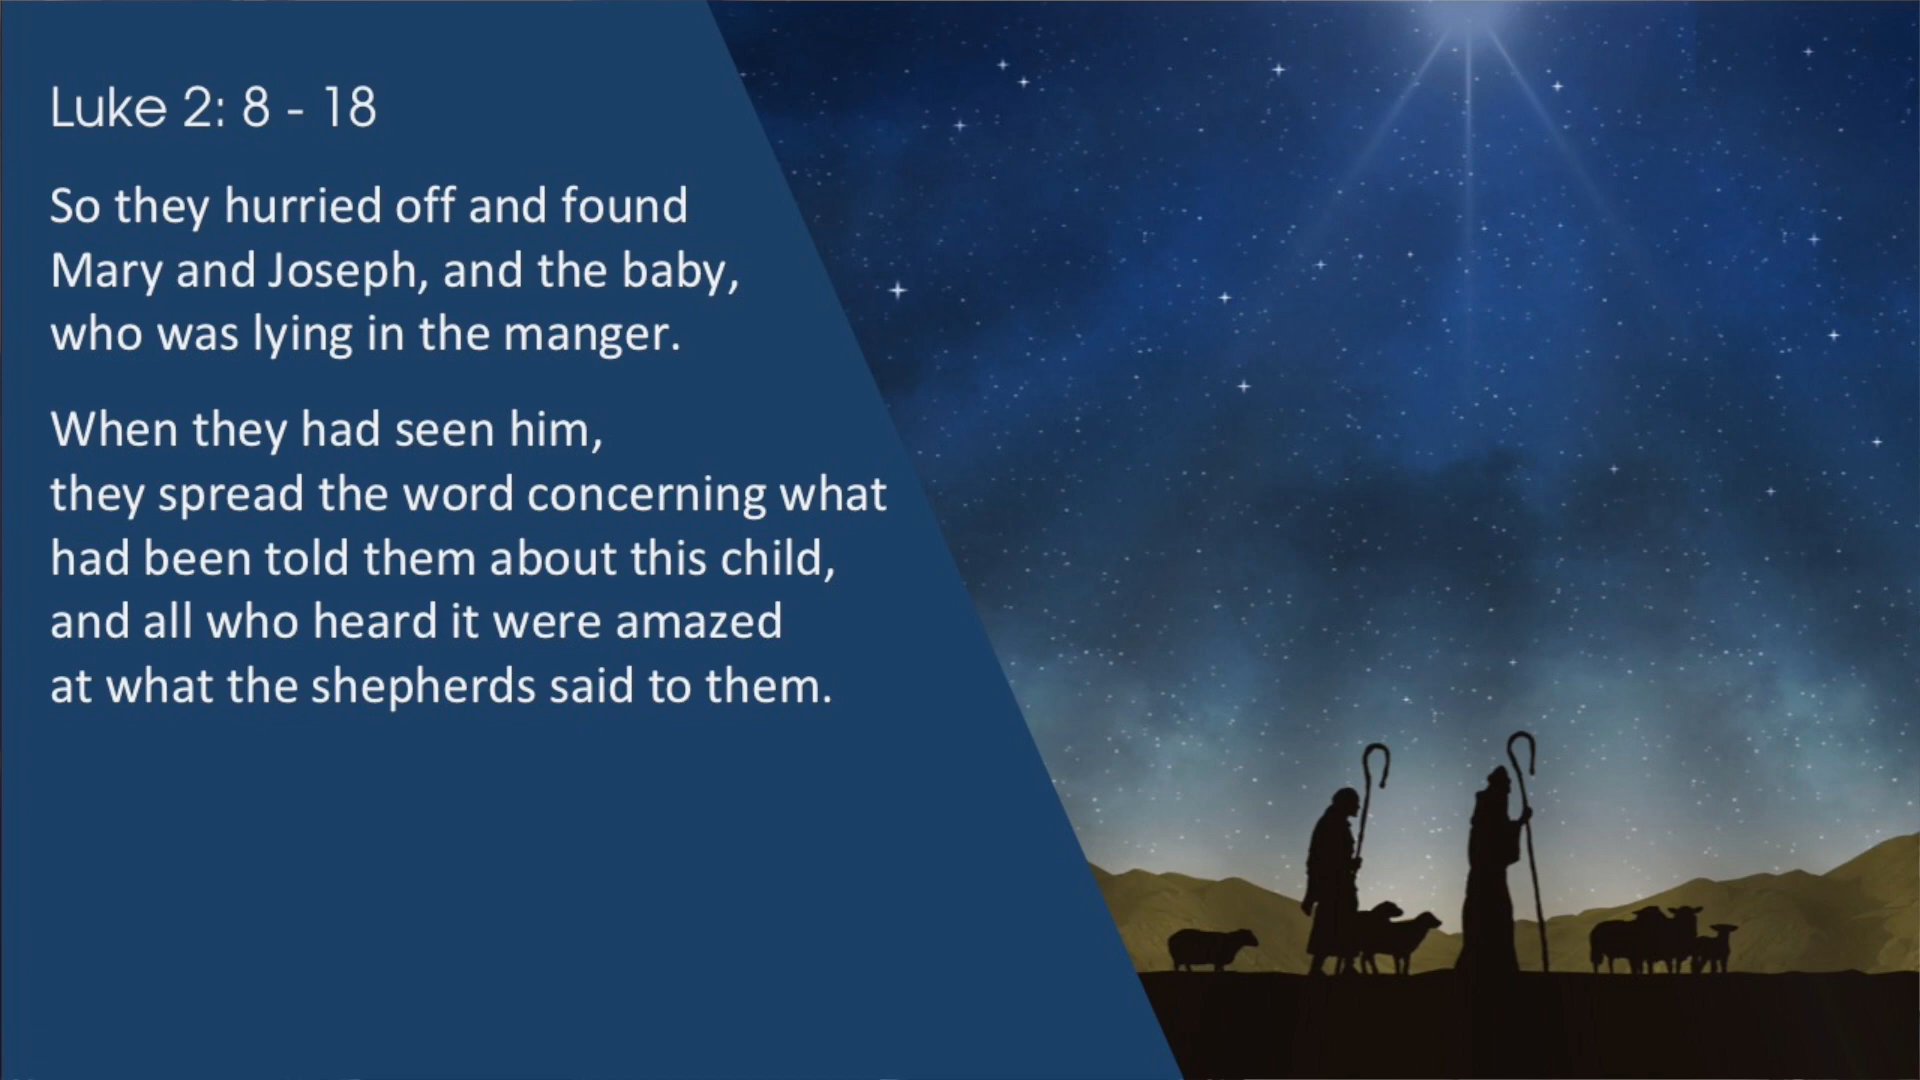 Luke 2: 8 - 18
So they hurried off and found
Mary and Joseph, and the baby,
who was lying in the manger.
When they had seen him,
they spread the word concerning what
had been told them about this child,
and all who heard it were amazed
at what the shepherds said to them.